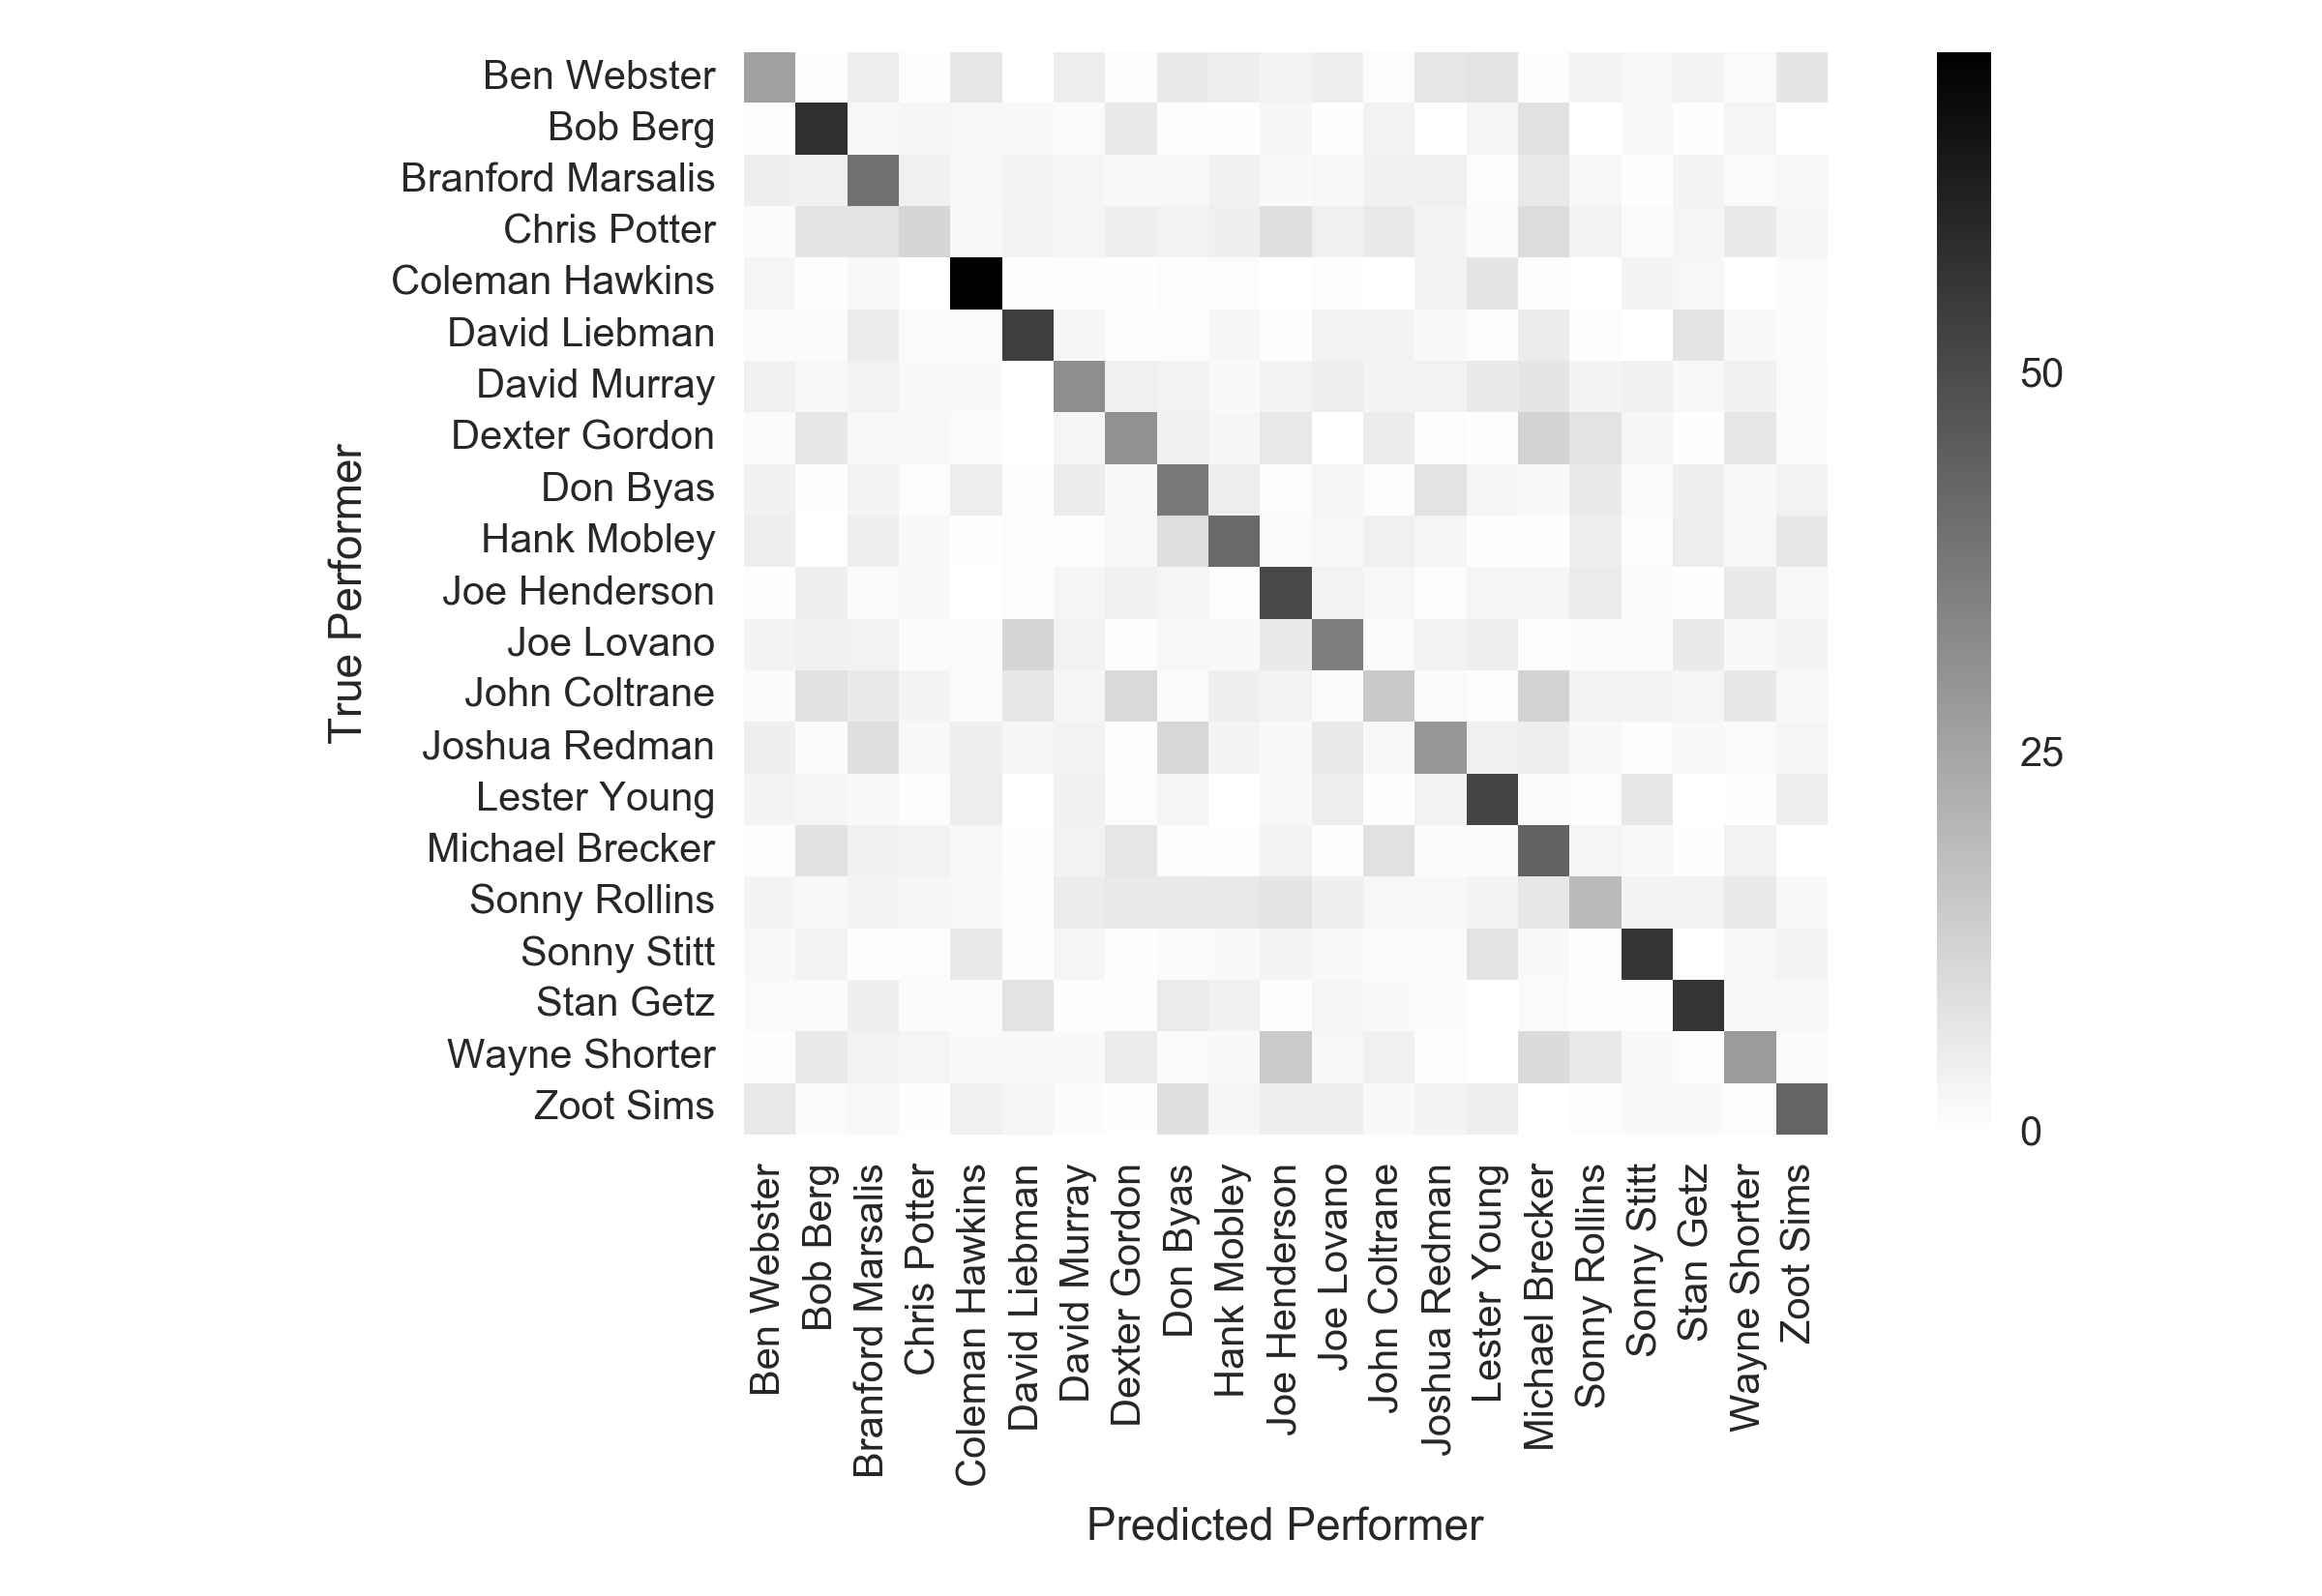 Ben Webster
Bob Berg
Branford Marsalis
Chris Potter
Coleman Hawkins
David Liebman
David Murray
Dexter Gordon
Don Byas
Hank Mobley
Joe Henderson
Joe Lovano
John Coltrane
Joshua Redman
Lester Young
Michael Brecker
Sonny Rollins
Sonny Stitt
Stan Getz
Wayne Shorter
Zoot Sims
True Performer
50
25
0
Ben Webster
Bob Berg
Branford Marsalis
Chris Potter
Coleman Hawkins
David Liebman
David Murray
Dexter Gordon
Don Byas
Hank Mobley
Joe Henderson
Joe Lovano
John Coltrane
Joshua Redman
Lester Young
Michael Brecker
Sonny Rollins
Sonny Stitt
Stan Getz
Wayne Shorter
Zoot Sims
Predicted Performer